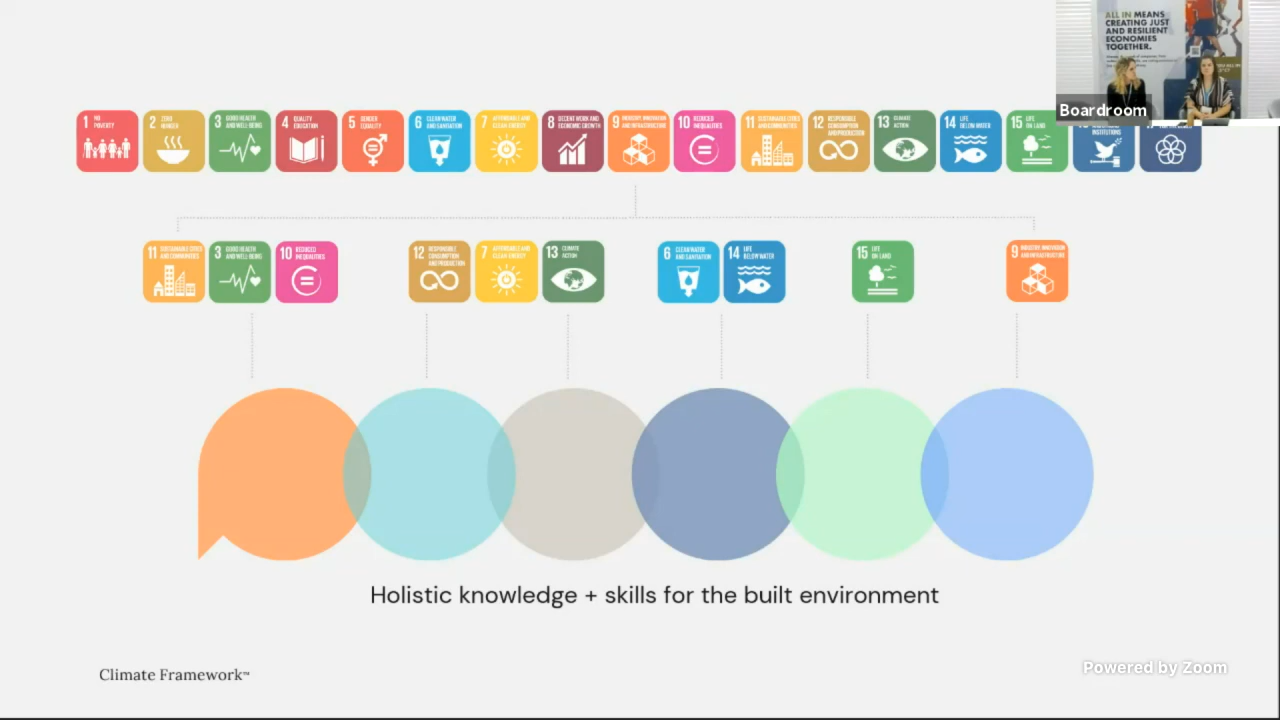 ALL IN MEANS
CREATING JUST
AND RESILIENT
ECONOMIES
TOGETHER.
Boardroom
1 NO
POVERTY
2 ZERO
HUNGER
3 GOOD HEALTH
AND WELL-BEING
4 QUALITY
EDUCATION
5 GENDER
EQUALITY
6 CLEAN WATER
AND SANITATION
7 AFFORDABLE AND
CLEAN ENERGY
8 DECENT WORK AND
ECONOMIC GROWTH
9 INDUSTRY, INNOVATION
AND INFRASTRUCTURE
10 REDUCED
INEQUALITIES
11 SUSTAINABLE CITIES
AND COMMUNITIES
12 RESPONSIBLE
CONSUMPTION
AND PRODUCTION
13 CLIMATE
ACTION
14 LIFE
BELOW WATER
15 LIFE
ON LAND
INSTITUTIONS
11 SUSTAINABLE CITIES
AND COMMUNITIES
3 GOOD HEALTH
AND WELL-BEING
10 REDUCED
INEQUALITIES
12 RESPONSIBLE
CONSUMPTION
AND PRODUCTION
7 AFFORDABLE AND
CLEAN ENERGY
13 CLIMATE
ACTION
6 CLEAN WATER
AND SANITATION
14 LIFE
BELOW WATER
15 LIFE
ON LAND
9 INDUSTRY, INNOVATION
AND INFRASTRUCTURE
Holistic knowledge + skills for the built environment
Climate Framework™
Powered by Zoom